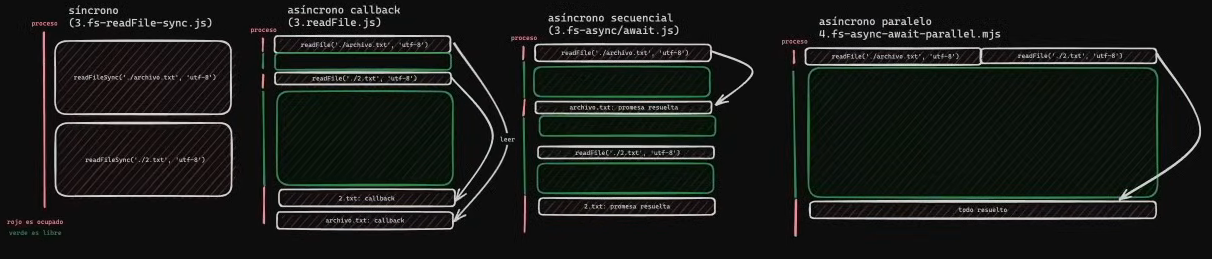 síncrono
(3.fs-readFile-sync.js)
proceso
readFileSync('./archivo.txt', 'utf-8')
readFileSync('./2.txt', 'utf-8')
rojo es ocupado
verde es libre
asíncrono callback
(3.readFile.js)
proceso
readFile('./archivo.txt', 'utf-8')
readFile('./2.txt', 'utf-8')
leer
2.txt: callback
archivo.txt: callback
asíncrono secuencial
(3.fs-async/await.js)
proceso
readFile('./archivo.txt', 'utf-8')
archivo.txt: promesa resuelta
readFile('./2.txt', 'utf-8')
2.txt: promesa resuelta
asíncrono paralelo
4.fs-async-await-parallel.mjs
proceso
readFile('./archivo.txt', 'utf-8')
readFile('./2.txt', 'utf-8')
todo resuelto